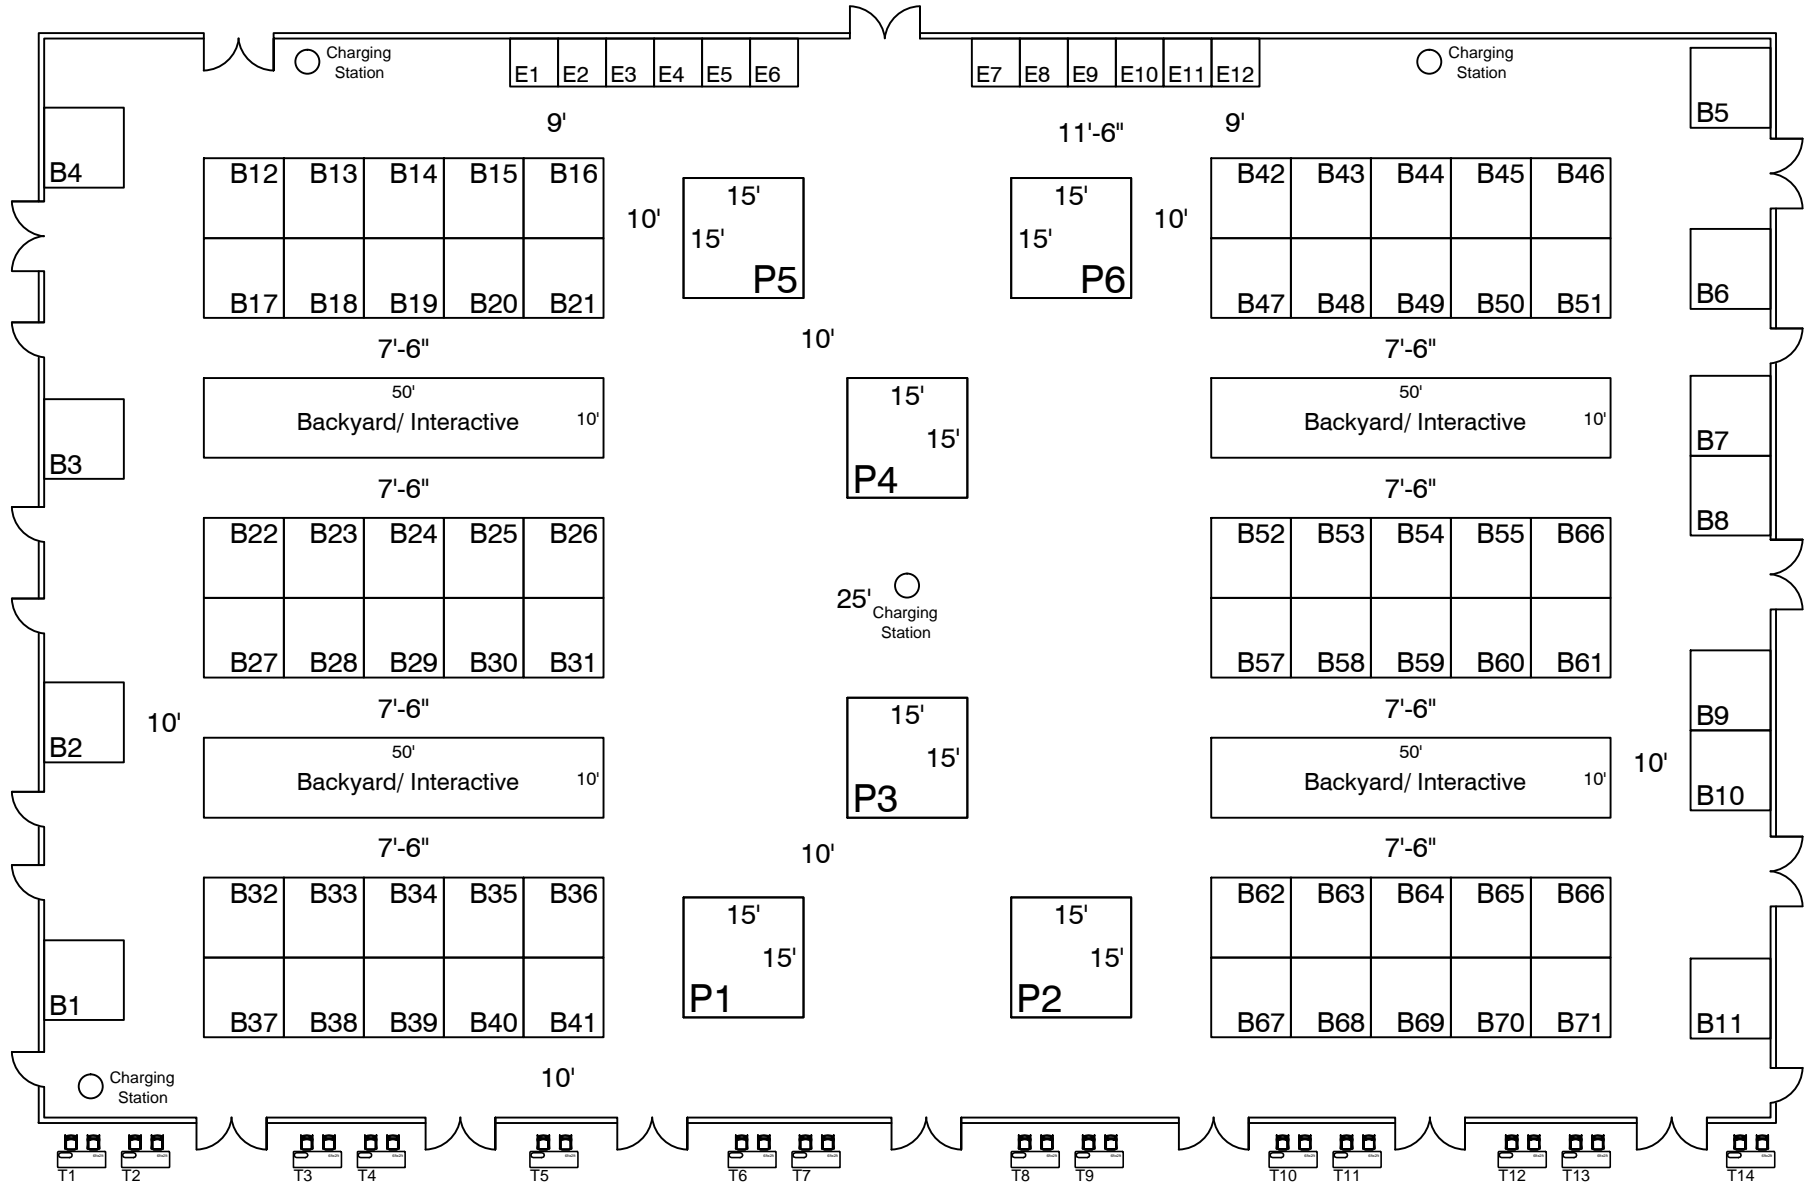 Charging
Station
E1 E2 E3 E4 E5 E6
E7 E8 E9 E10 E11 E12
Charging
Station
B5
9'
11'-6"
9'
B4
B12 B13 B14 B15 B16
B42 B43 B44 B45 B46
15'
15'
10'
10'
15'
15'
P5
P6
B6
B17 B18 B19 B20 B21
B47 B48 B49 B50 B51
7'-6"
10'
7'-6"
50'
Backyard/ Interactive
10'
15'
15'
P4
50'
Backyard/ Interactive
10'
B3
B7
7'-6"
7'-6"
B8
B22 B23 B24 B25 B26
B52 B53 B54 B55 B66
25'
Charging
Station
B27 B28 B29 B30 B31
B57 B58 B59 B60 B61
7'-6"
7'-6"
B2
10'
15'
15'
P3
B9
50'
Backyard/ Interactive
10'
50'
Backyard/ Interactive
10'
10'
B10
7'-6"
10'
7'-6"
B32 B33 B34 B35 B36
B62 B63 B64 B65 B66
15'
15'
P1
15'
15'
P2
B1
B11
B37 B38 B39 B40 B41
B67 B68 B69 B70 B71
Charging
Station
10'
T1 T2 T3 T4 T5 T6 T7 T8 T9 T10 T11 T12 T13 T14